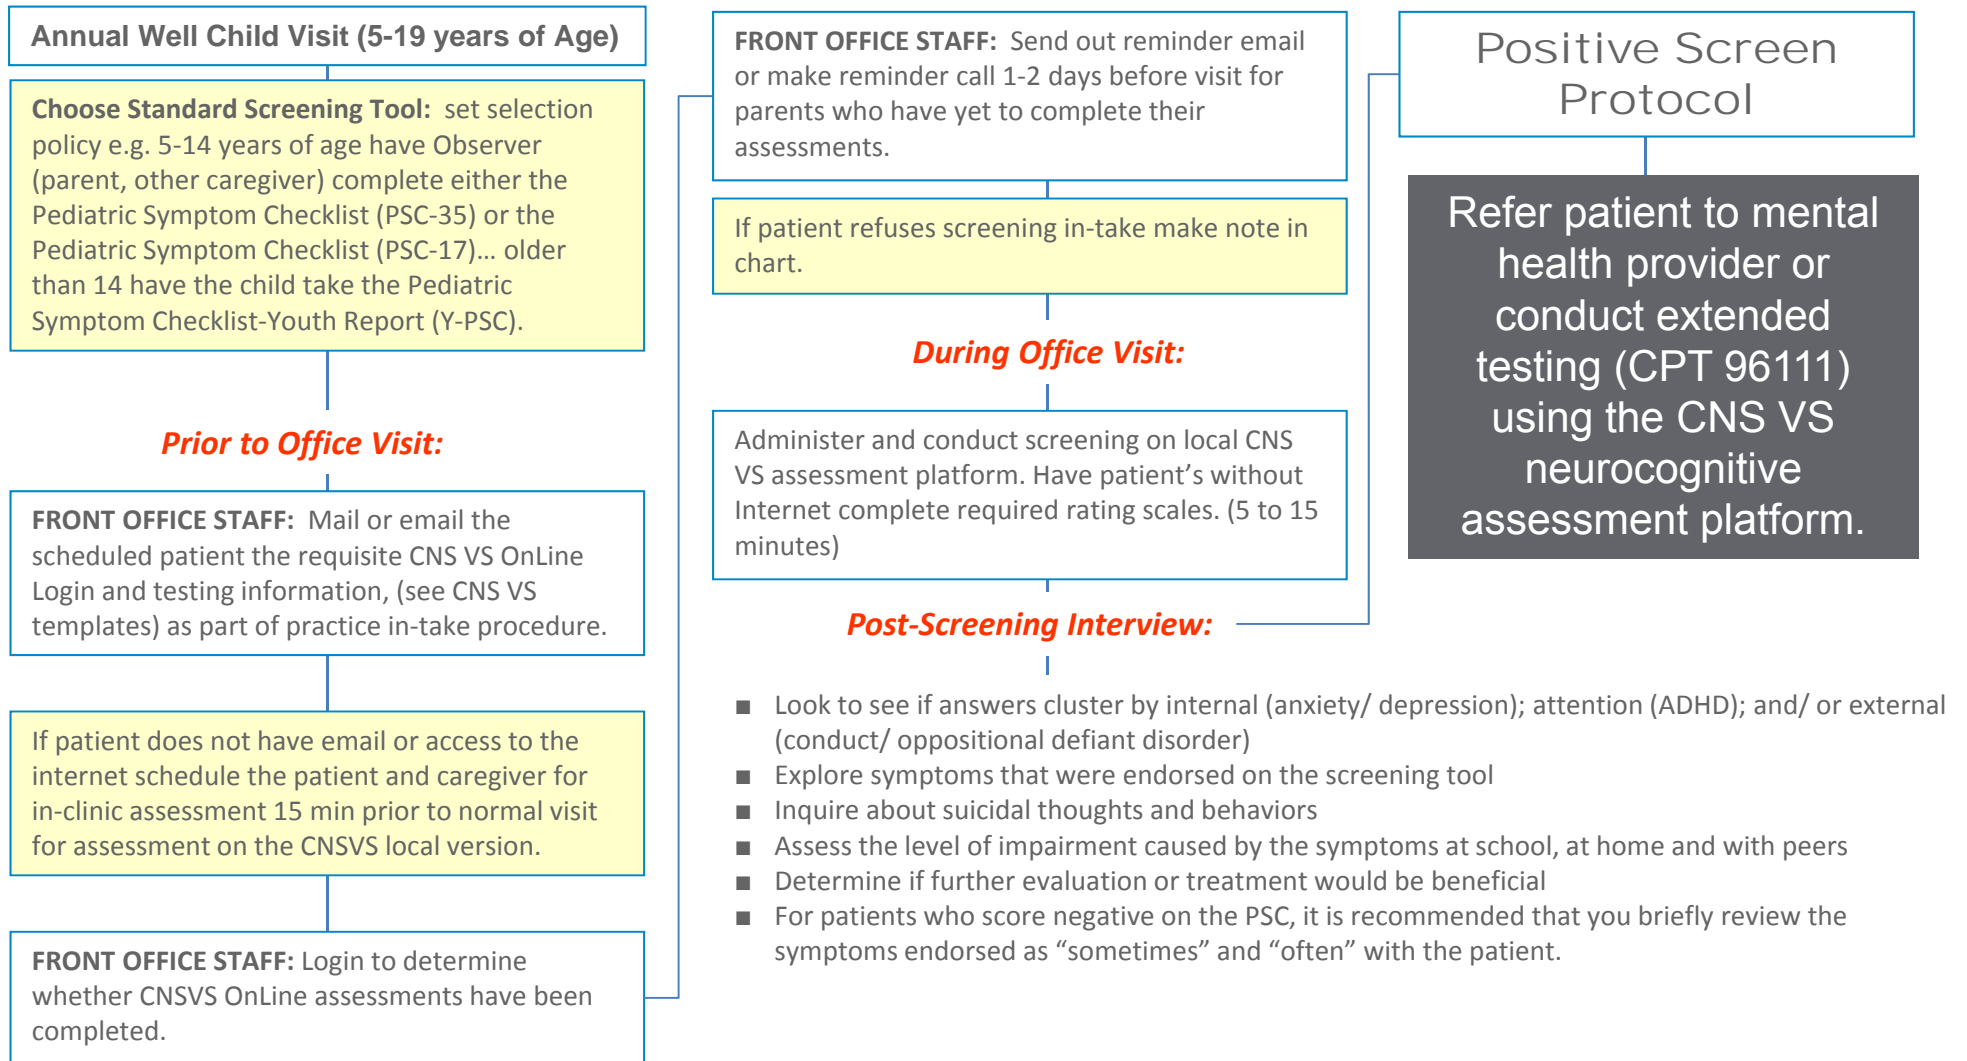 Annual Well Child Visit (5-19 years of Age)
Choose Standard Screening Tool: set selection
policy e.g. 5-14 years of age have Observer
(parent, other caregiver) complete either the
Pediatric Symptom Checklist (PSC-35) or the
Pediatric Symptom Checklist (PSC-17)... older
than 14 have the child take the Pediatric
Symptom Checklist-Youth Report (Y-PSC).
Prior to Office Visit:
FRONT OFFICE STAFF: Mail or email the
scheduled patient the requisite CNS VS OnLine
Login and testing information, (see CNS VS
templates) as part of practice in-take procedure.
If patient does not have email or access to the
internet schedule the patient and caregiver for
in-clinic assessment 15 min prior to normal visit
for assessment on the CNSVS local version.
FRONT OFFICE STAFF: Login to determine
whether CNSVS OnLine assessments have been
completed.
FRONT OFFICE STAFF: Send out reminder email
or make reminder call 1-2 days before visit for
parents who have yet to complete their
assessments.
If patient refuses screening in-take make note in
chart.
During Office Visit:
Administer and conduct screening on local CNS
VS assessment platform. Have patient's without
Internet complete required rating scales. (5 to 15
minutes)
Post-Screening Interview:
■ Look to see if answers cluster by internal (anxiety/ depression); attention (ADHD); and/ or external
(conduct/ oppositional defiant disorder)
■ Explore symptoms that were endorsed on the screening tool
■ Inquire about suicidal thoughts and behaviors
■ Assess the level of impairment caused by the symptoms at school, at home and with peers
■ Determine if further evaluation or treatment would be beneficial
■ For patients who score negative on the PSC, it is recommended that you briefly review the
symptoms endorsed as “sometimes” and “often” with the patient.
Positive Screen
Protocol
Refer patient to mental
health provider or
conduct extended
testing (CPT 96111)
using the CNS VS
neurocognitive
assessment platform.